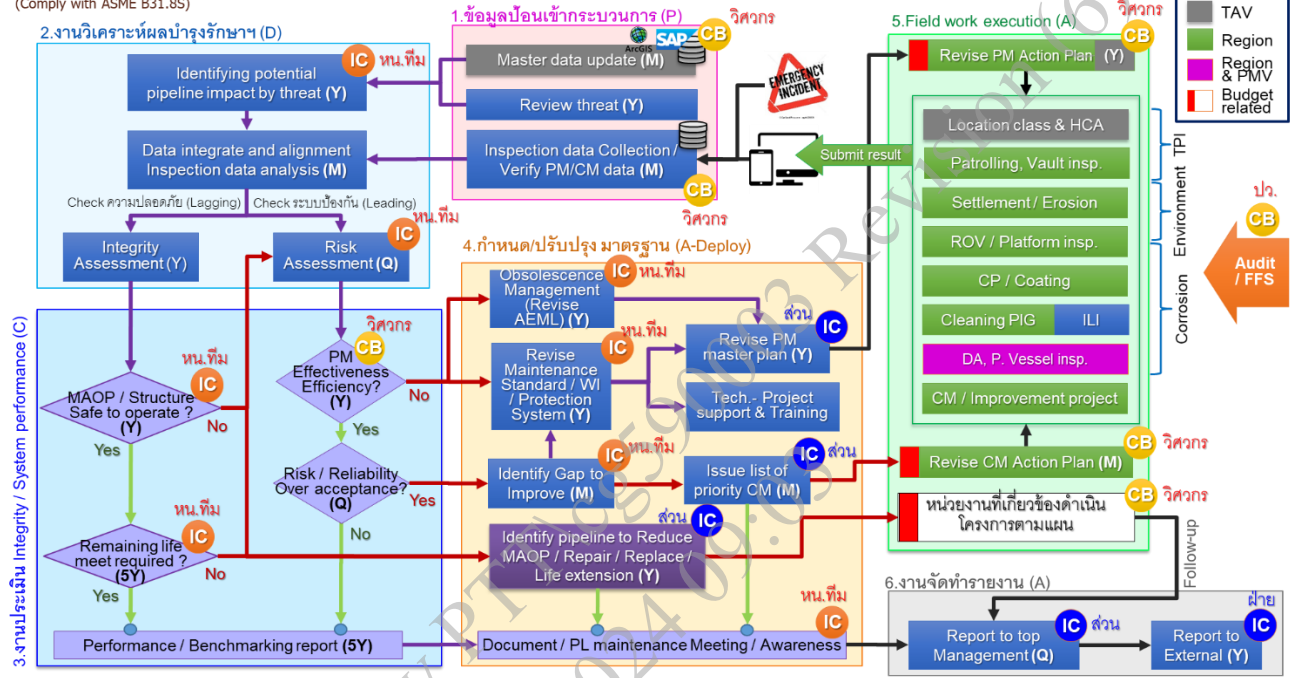 (Comply with ASME B31.8S)
2.งานวิเคราะห์ผลบำรุงรักษาฯ (D)
Identifying potential
pipeline impact by threat (Y)
IC
หน.ทีม
Data integrate and alignment
Inspection data analysis (M)
Check ความปลอดภัย (Lagging)
Check ระบบป้องกัน (Leading)
Integrity
Assessment (Y)
Risk
Assessment (Q)
IC
หน.ทีม
1.ข้อมูลป้อนเข้ากระบวนการ (P)
วิศวกร
ArcGIS
SAP
CB
Master data update (M)
Review threat (Y)
Inspection data Collection /
Verify PM/CM data (M)
CB
วิศวกร
EMERGENCY
INCIDENT
Submit result
3.งานประเมิน Integrity / System performance (C)
MAOP / Structure
Safe to operate ?
(Y)
IC
หน.ทีม
No
Yes
Remaining life
meet required ?
(5Y)
IC
หน.ทีม
No
Yes
วิศวกร
CB
PM
Effectiveness
Efficiency?
(Y)
No
Yes
Risk / Reliability
Over acceptance?
(Q)
Yes
No
Performance / Benchmarking report (5Y)
4.กำหนด/ปรับปรุง มาตรฐาน (A-Deploy)
Obsolescence
Management
(Revise
AEML) (Y)
IC
หน.ทีม
Revise
Maintenance
Standard / WI /
Protection
System (Y)
IC
หน.ทีม
ส่วน
IC
Revise PM
master plan (Y)
Tech.- Project
support & Training
Identify Gap to
Improve (M)
IC
หน.ทีม
Issue list of
priority CM (M)
IC
ส่วน
Identify pipeline to Reduce
MAOP / Repair / Replace /
Life extension (Y)
ส่วน
IC
Document / PL maintenance Meeting / Awareness
หน.ทีม
IC
5.Field work execution (A)
วิศวกร
CB
Revise PM Action Plan (Y)
Location class & HCA
Patrolling, Vault insp.
Settlement / Erosion
ROV / Platform insp.
CP / Coating
Cleaning PIG
ILI
DA, P. Vessel insp.
CM / Improvement project
TPI
Environment
Corrosion
Revise CM Action Plan (M)
CB
วิศวกร
หน่วยงานที่เกี่ยวข้องดำเนิน
โครงการตามแผน
CB
วิศวกร
Follow-up
TAV
Region
Region
& PMV
Budget
related
ปว.
CB
Audit
/ FFS
6.งานจัดทำรายงาน (A)
Report to top
Management (Q)
IC
ส่วน
Report to
External (Y)
ฝ่าย
IC